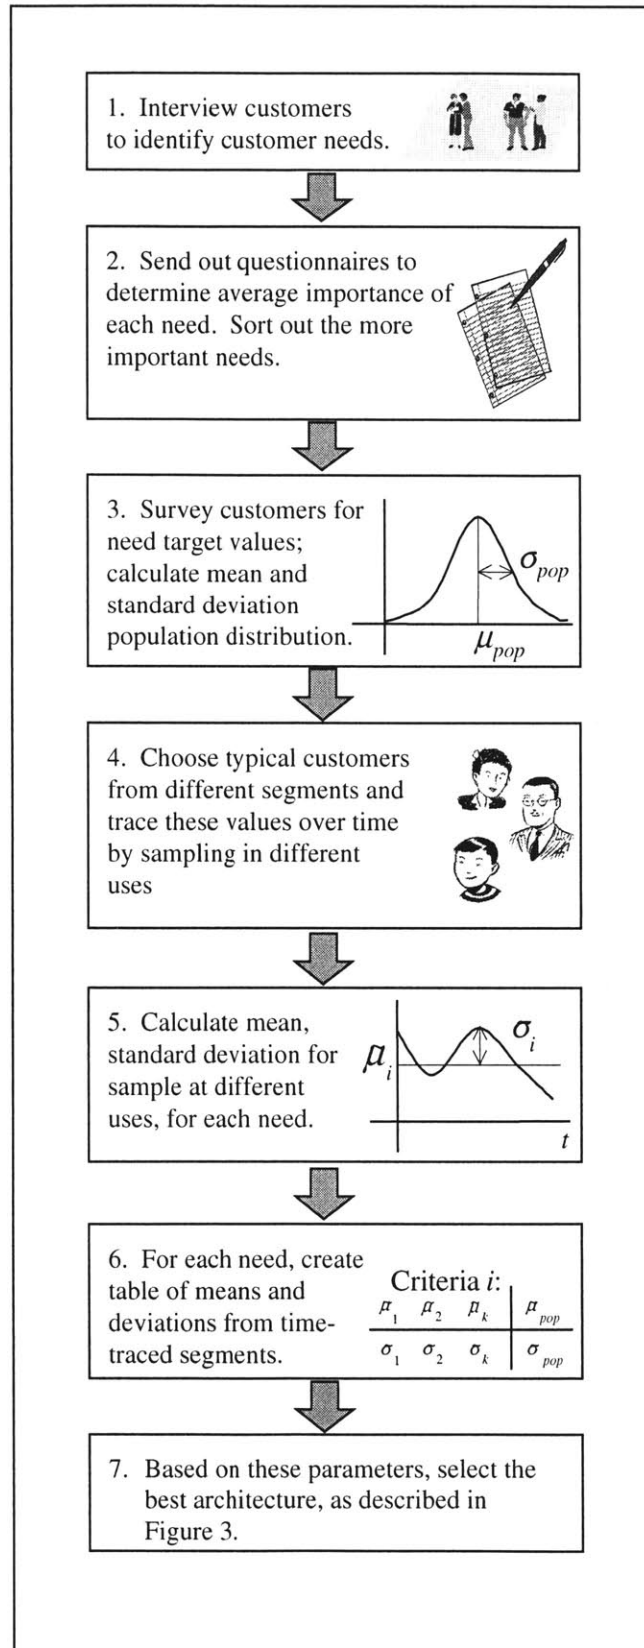 1. Interview customers
to identify customer needs.
2. Send out questionnaires to
determine average importance of
each need. Sort out the more
important needs.
3. Survey customers for
need target values;
calculate mean and
standard deviation
population distribution.
σ_pop
μ_pop
4. Choose typical customers
from different segments and
trace these values over time
by sampling in different
uses
5. Calculate mean,
standard deviation for
sample at different
uses, for each need.
μ_i
σ_i
t
6. For each need, create
table of means and
deviations from time-
traced segments.
Criteria i:
μ_1 μ_2 μ_k μ_pop
σ_1 σ_2 σ_k σ_pop
7. Based on these parameters, select the
best architecture, as described in
Figure 3.